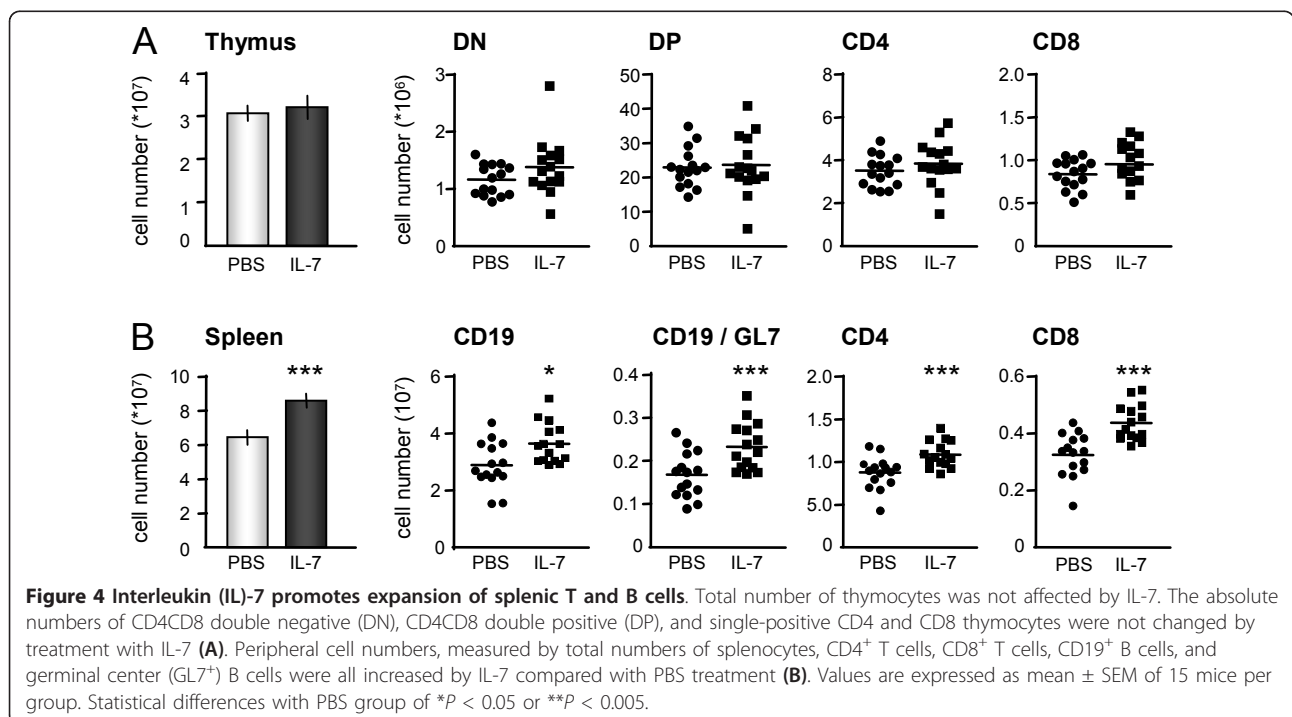 A
Thymus
DN
DP
CD4
CD8
cell number (*10⁷)
4
3
2
1
0
PBS IL-7
cell number (*10⁶)
3
2
1
0
PBS IL-7
50
40
30
20
10
0
PBS IL-7
8
6
4
2
0
PBS IL-7
2.0
1.5
1.0
0.5
0.0
PBS IL-7
B
Spleen
CD19
CD19 / GL7
CD4
CD8
cell number (*10⁷)
10
8
6
4
2
0
***
PBS IL-7
cell number (10⁷)
6
4
2
0
*
PBS IL-7
0.4
0.3
0.2
0.1
0.0
***
PBS IL-7
2.0
1.5
1.0
5.0
0.0
***
PBS IL-7
0.6
0.4
0.2
0.0
***
PBS IL-7
Figure 4 Interleukin (IL)-7 promotes expansion of splenic T and B cells. Total number of thymocytes was not affected by IL-7. The absolute
numbers of CD4CD8 double negative (DN), CD4CD8 double positive (DP), and single-positive CD4 and CD8 thymocytes were not changed by
treatment with IL-7 (A). Peripheral cell numbers, measured by total numbers of splenocytes, CD4⁺ T cells, CD8⁺ T cells, CD19⁺ B cells, and
germinal center (GL7⁺) B cells were all increased by IL-7 compared with PBS treatment (B). Values are expressed as mean ± SEM of 15 mice per
group. Statistical differences with PBS group of *P < 0.05 or **P < 0.005.